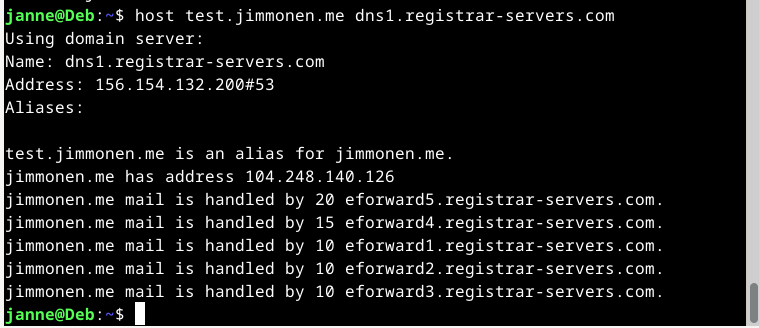 janne@Deb:~$ host test.jimmonen.me dns1.registrar-servers.com
Using domain server:
Name: dns1.registrar-servers.com
Address: 156.154.132.200#53
Aliases:

test.jimmonen.me is an alias for jimmonen.me.
jimmonen.me has address 104.248.140.126
jimmonen.me mail is handled by 20 eforward5.registrar-servers.com.
jimmonen.me mail is handled by 15 eforward4.registrar-servers.com.
jimmonen.me mail is handled by 10 eforward1.registrar-servers.com.
jimmonen.me mail is handled by 10 eforward2.registrar-servers.com.
jimmonen.me mail is handled by 10 eforward3.registrar-servers.com.
janne@Deb:~$